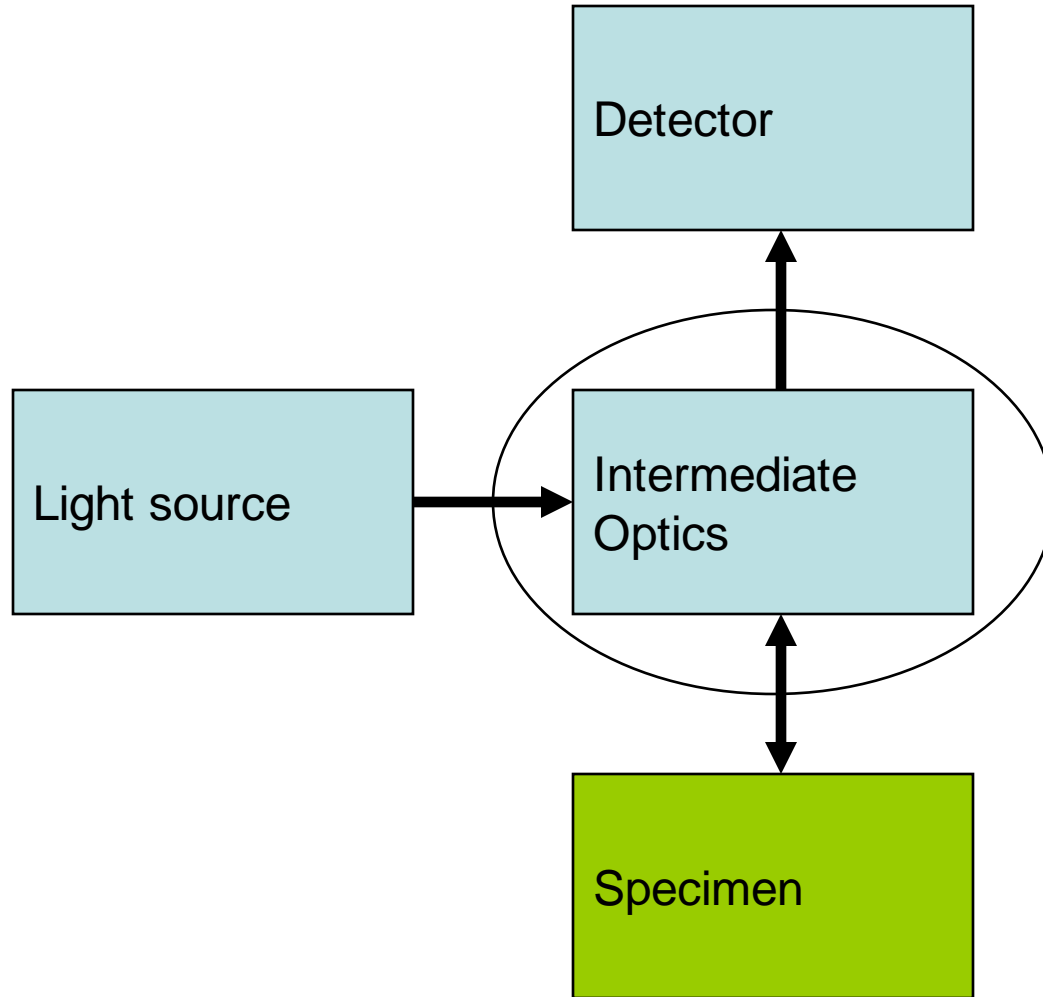 Detector
Light source
Intermediate
Optics
Specimen